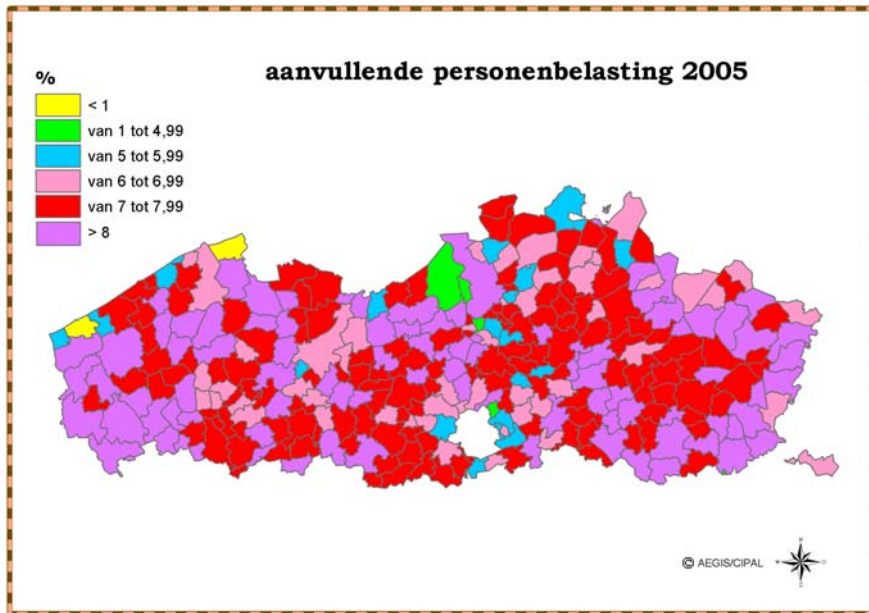 aanvullende personenbelasting 2005
%
< 1
van 1 tot 4,99
van 5 tot 5,99
van 6 tot 6,99
van 7 tot 7,99
> 8
© AEGIS/CIPAL